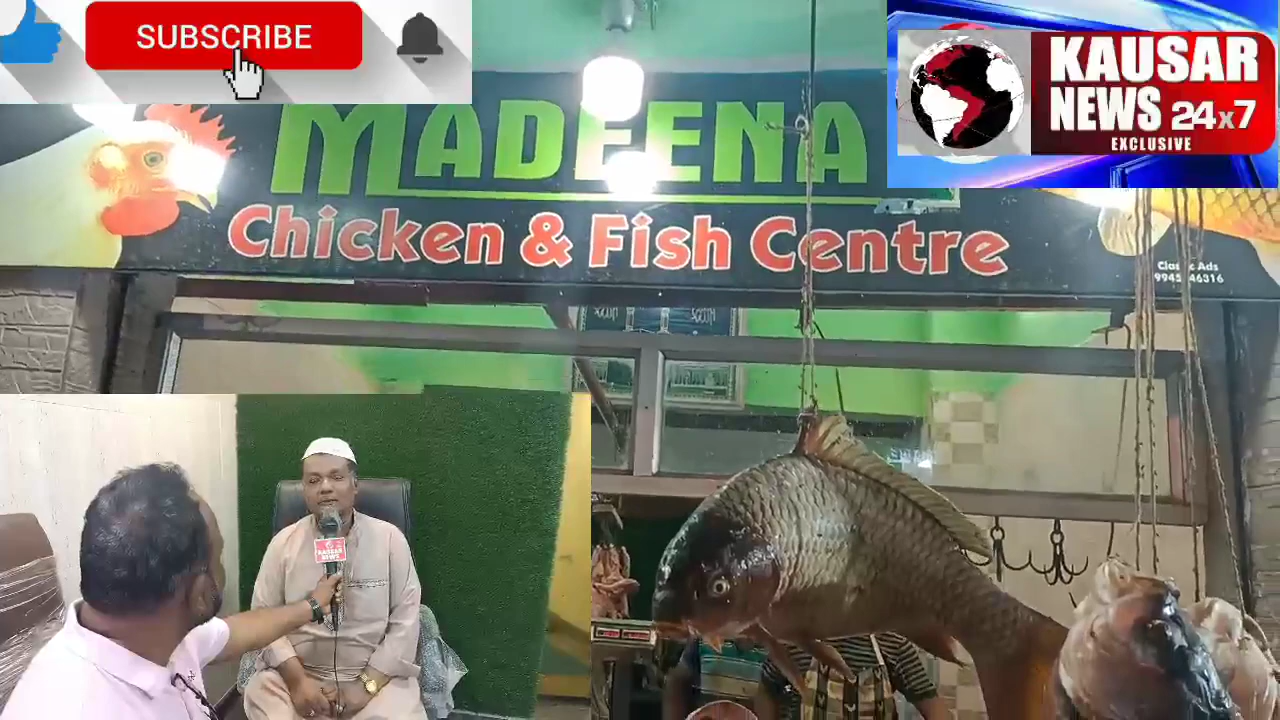 SUBSCRIBE
KAUSAR
NEWS 24x7
EXCLUSIVE
MADEENA
Chicken & Fish Centre
Classic Ads
KAUSAR
NEWS